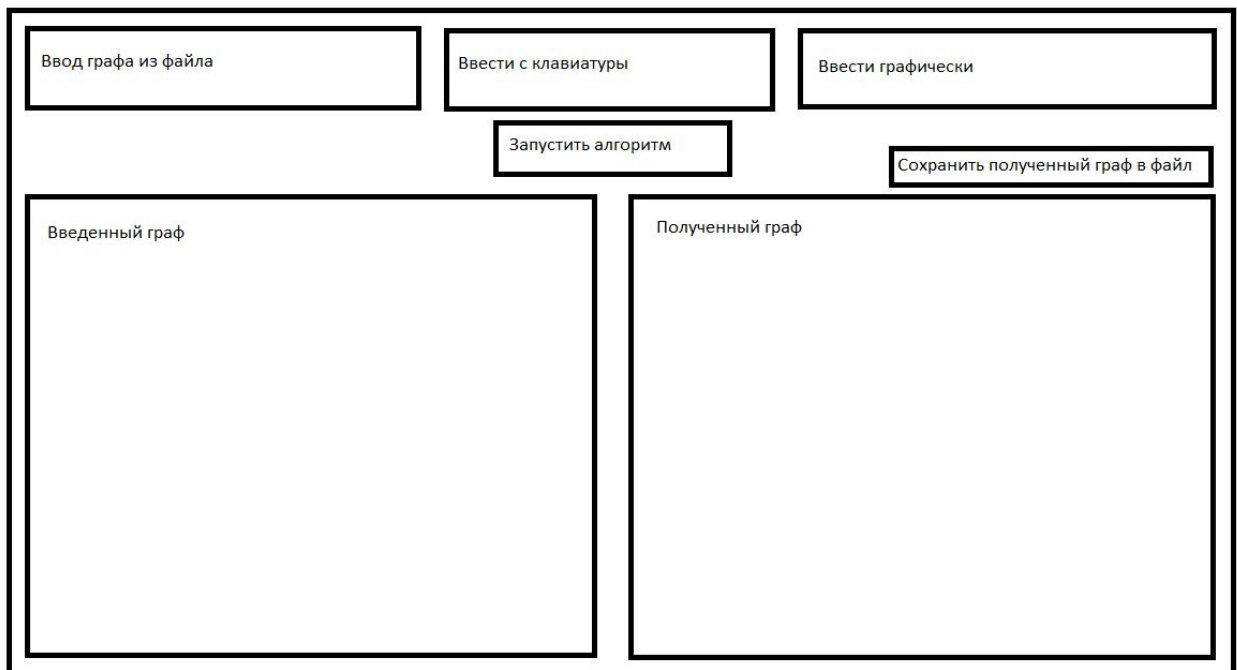 Ввод графа из файла
Ввести с клавиатуры
Ввести графически
Запустить алгоритм
Сохранить полученный граф в файл
Введенный граф
Полученный граф